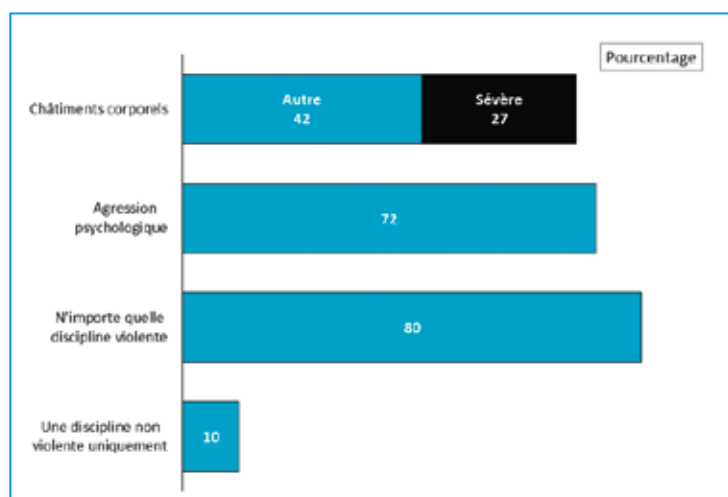 Pourcentage
Châtiments corporels
Autre
42
Sévère
27
Agression
psychologique
72
N'importe quelle
discipline violente
80
Une discipline non
violente uniquement
10